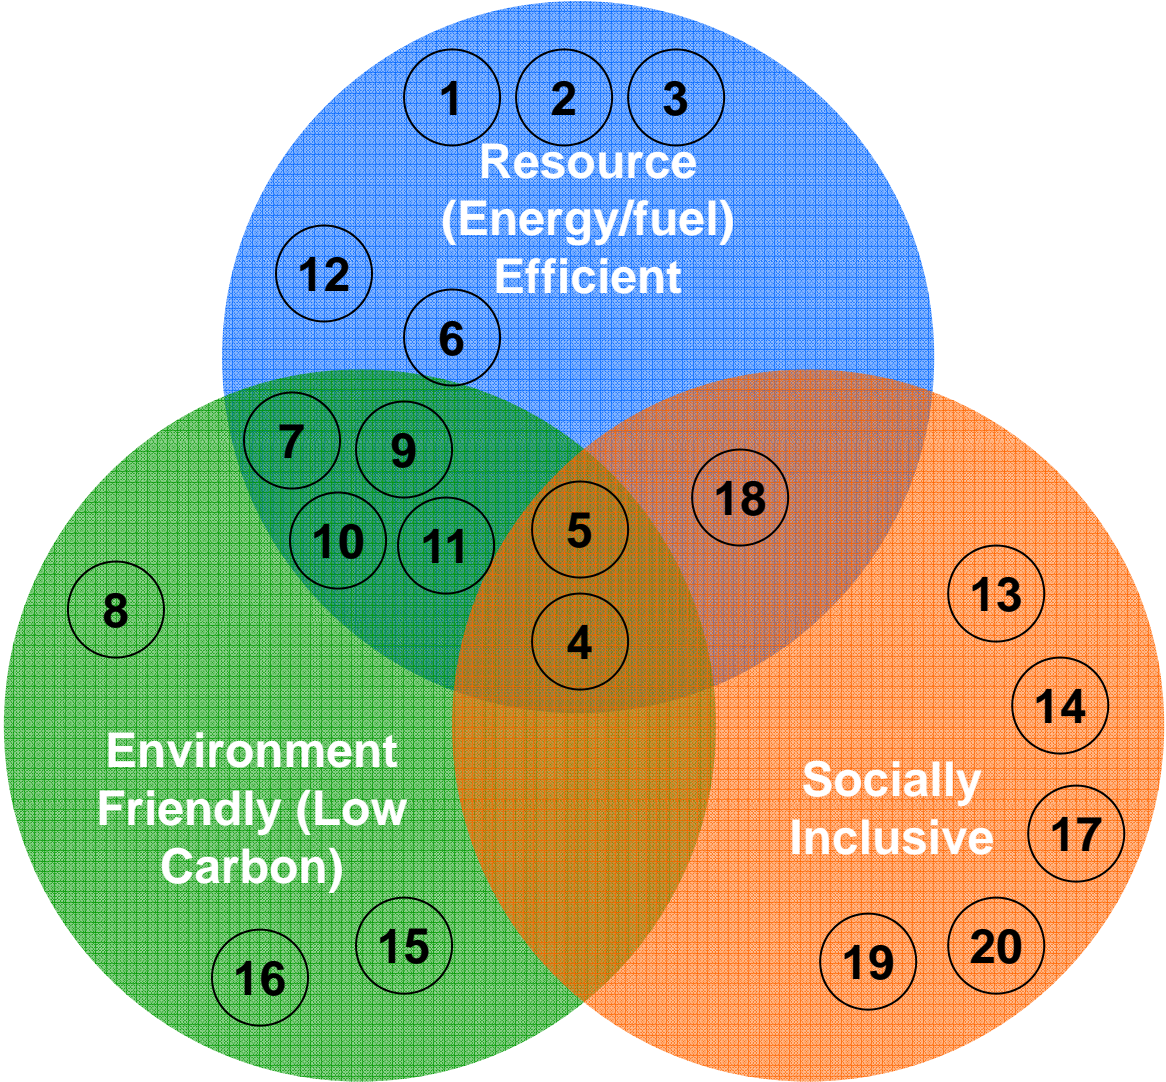 1 2 3
Resource
(Energy/fuel)
Efficient
12
6
7 9
10 11
5
18
4
8
13
14
Environment
Friendly (Low
Carbon)
Socially
Inclusive
17
15
16
19
20